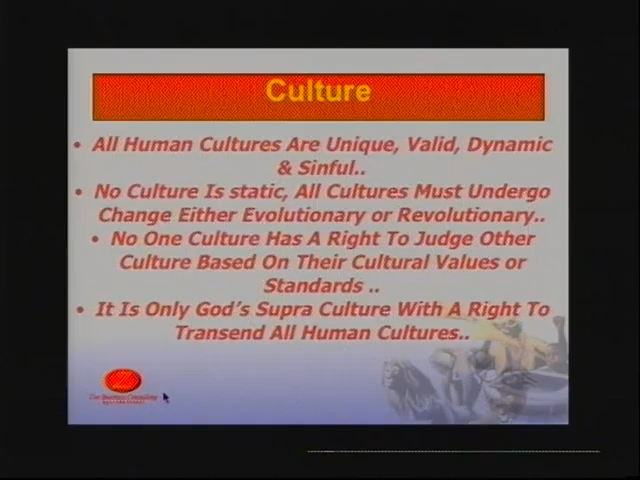 Culture
• All Human Cultures Are Unique, Valid, Dynamic
& Sinful..
• No Culture Is static, All Cultures Must Undergo
Change Either Evolutionary or Revolutionary..
• No One Culture Has A Right To Judge Other
Culture Based On Their Cultural Values or
Standards ..
• It Is Only God's Supra Culture With A Right To
Transend All Human Cultures..